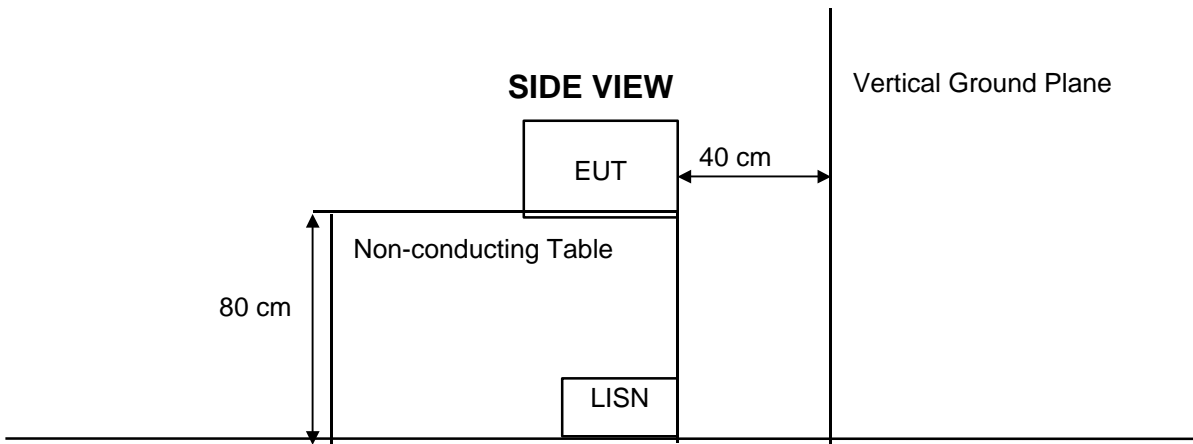 SIDE VIEW
Vertical Ground Plane
EUT
40 cm
Non-conducting Table
80 cm
LISN